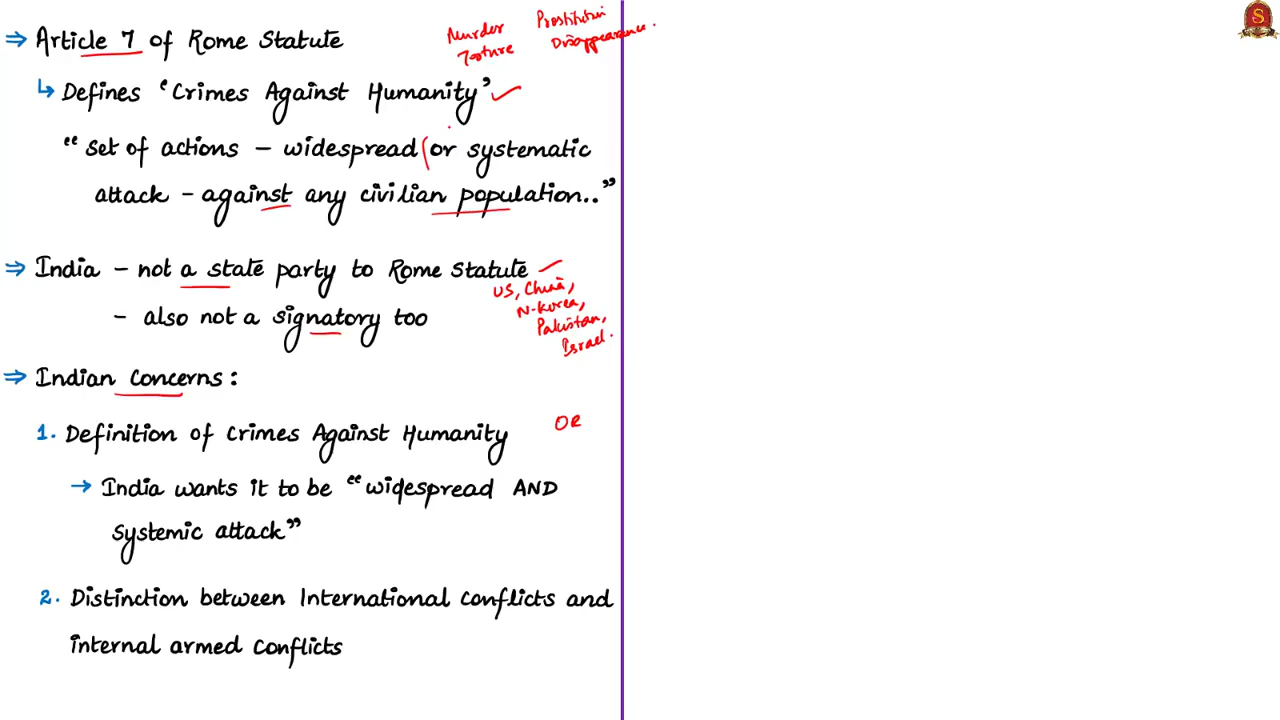 ⇒ Article 7 of Rome Statute
Murder Prostitution
Torture Disappearance.
↳ Defines ‘Crimes Against Humanity’ ✓
“ Set of actions – widespread (or systematic
attack – against any civilian population..”
⇒ India – not a state party to Rome Statute
US, China,
N-Korea,
– also not a signatory too
Pakistan,
Israel.
⇒ Indian Concerns :
1. Definition of Crimes Against Humanity OR
→ India wants it to be “widespread AND
Systemic attack”
2. Distinction between International Conflicts and
internal armed Conflicts
S